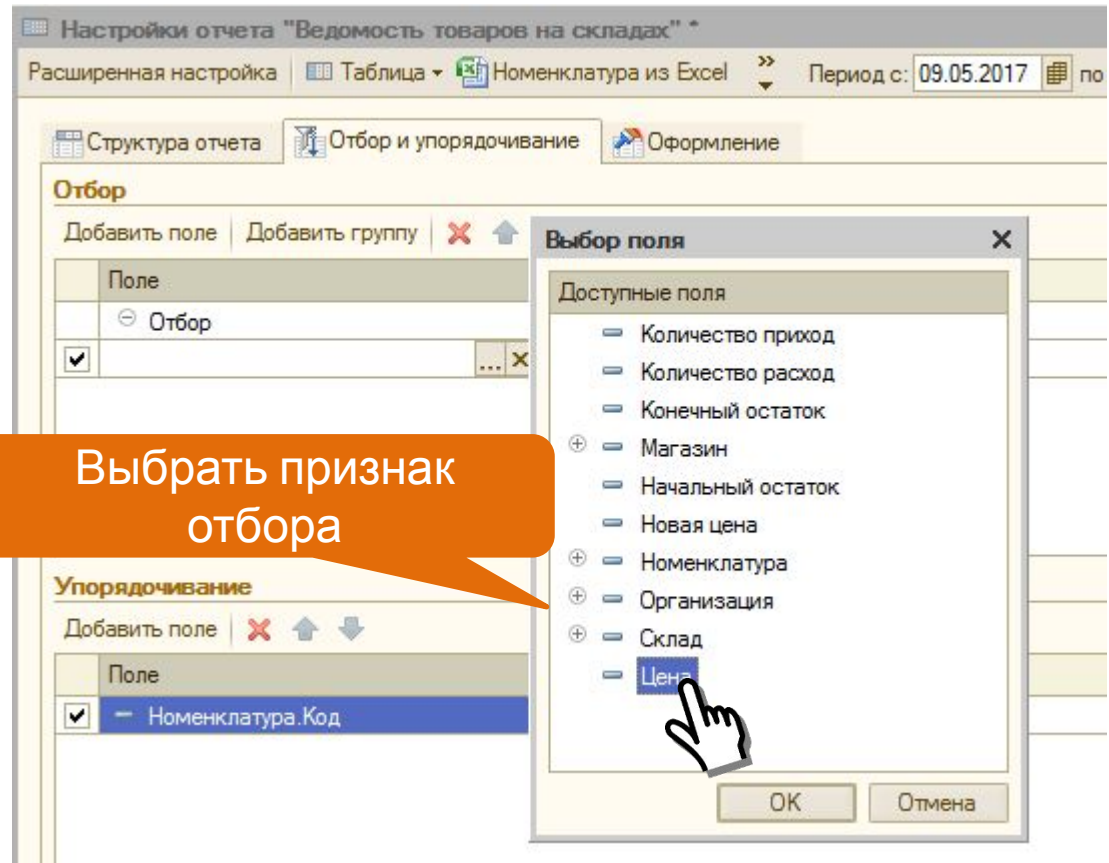 Настройки отчета "Ведомость товаров на складах" *
Расширенная настройка Таблица Номенклатура из Excel Период с: 09.05.2017 по
Структура отчета Отбор и упорядочивание Оформление
Отбор
Добавить поле Добавить группу
Поле
Отбор
...
Выбор поля
Доступные поля
Количество приход
Количество расход
Конечный остаток
Магазин
Начальный остаток
Новая цена
Номенклатура
Организация
Склад
Цена
OK Отмена
Выбрать признак
отбора
Упорядочивание
Добавить поле
Поле
Номенклатура.Код